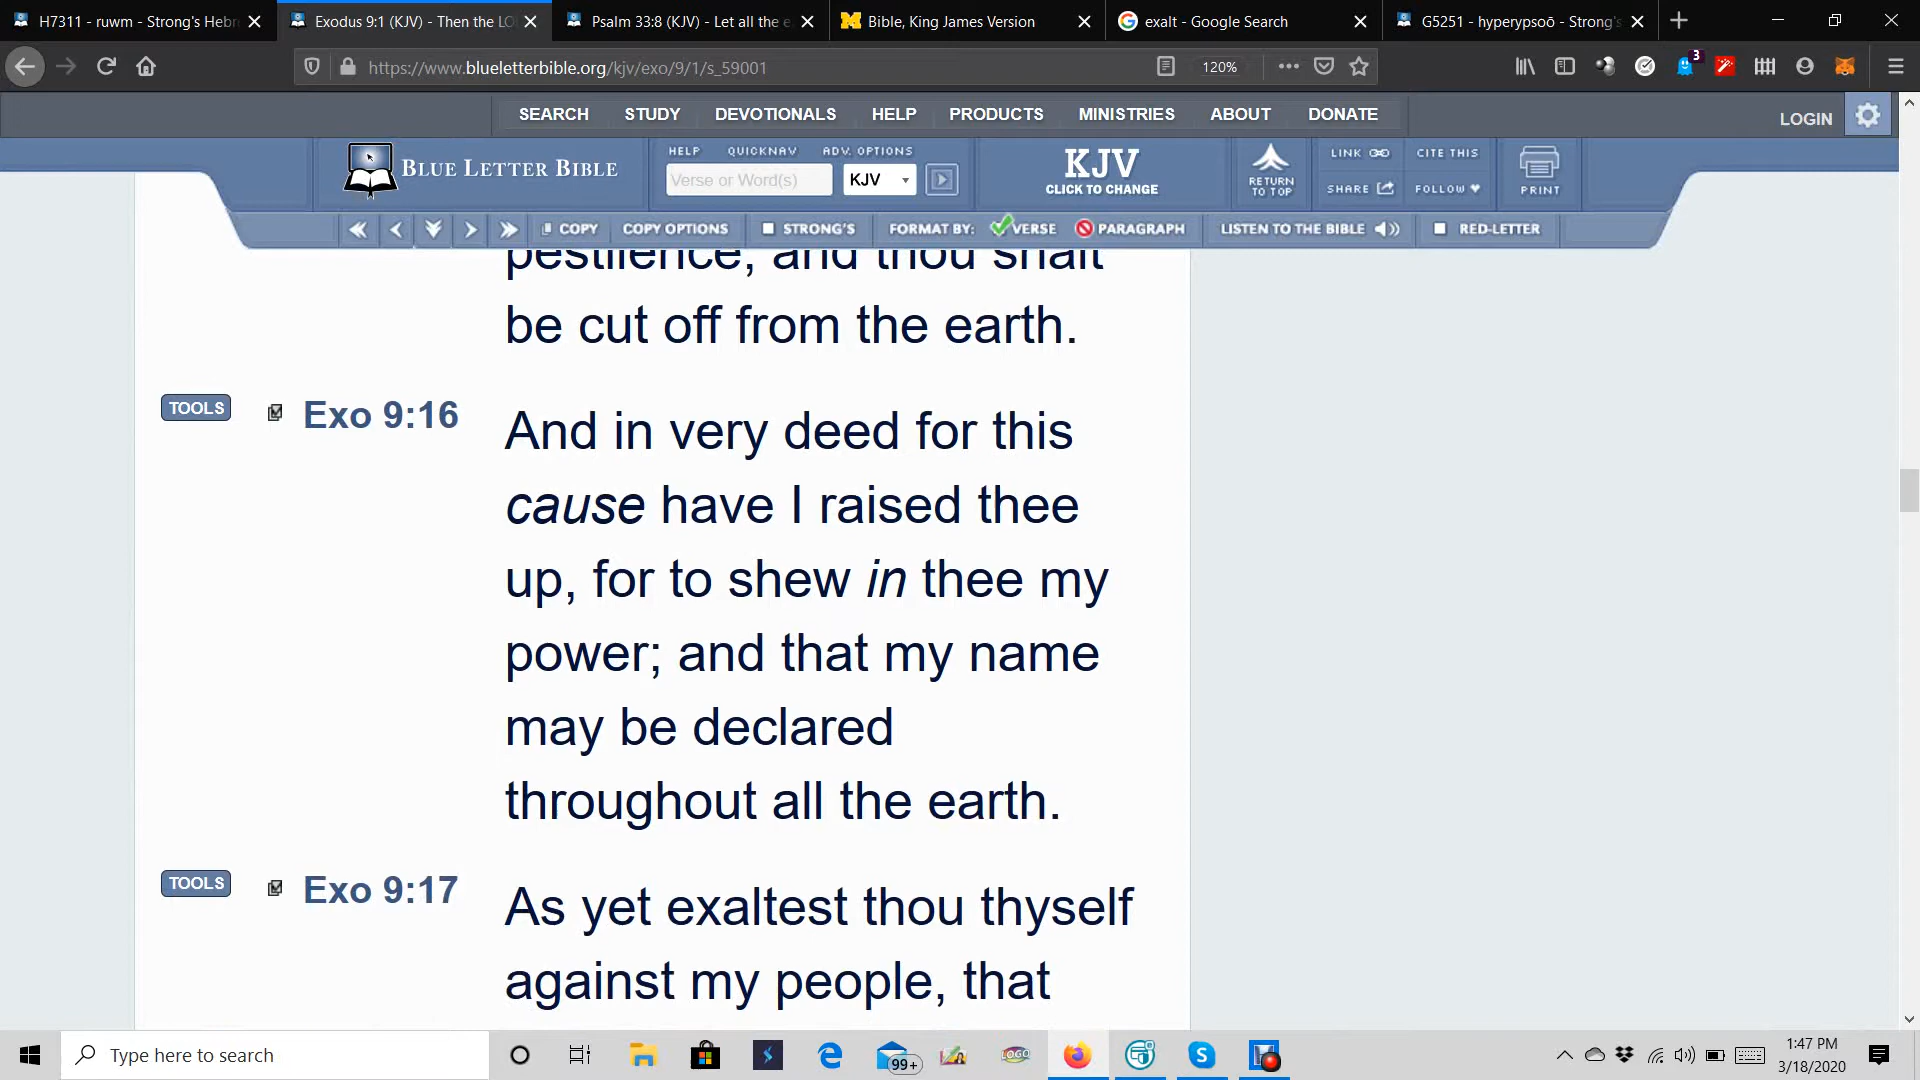 H7311 - ruwm - Strong's Heb
Exodus 9:1 (KJV) - Then the LO
Psalm 33:8 (KJV) - Let all the e
Bible, King James Version
exalt - Google Search
G5251 - hyperypsoō - Strong's
https://www.blueletterbible.org/kjv/exo/9/1/s_59001
120%
3
SEARCH STUDY DEVOTIONALS HELP PRODUCTS MINISTRIES ABOUT DONATE
LOGIN
BLUE LETTER BIBLE
HELP QUICKNAV ADV. OPTIONS
Verse or Word(s)
KJV
KJV
CLICK TO CHANGE
RETURN
TO TOP
LINK CITE THIS
SHARE FOLLOW
PRINT
COPY COPY OPTIONS STRONG'S FORMAT BY: VERSE PARAGRAPH LISTEN TO THE BIBLE RED-LETTER
pestilence; and thou shalt
be cut off from the earth.
TOOLS Exo 9:16 And in very deed for this
cause have I raised thee
up, for to shew in thee my
power; and that my name
may be declared
throughout all the earth.
TOOLS Exo 9:17 As yet exaltest thou thyself
against my people, that
Type here to search
99+
LOGO
1:47 PM
3/18/2020